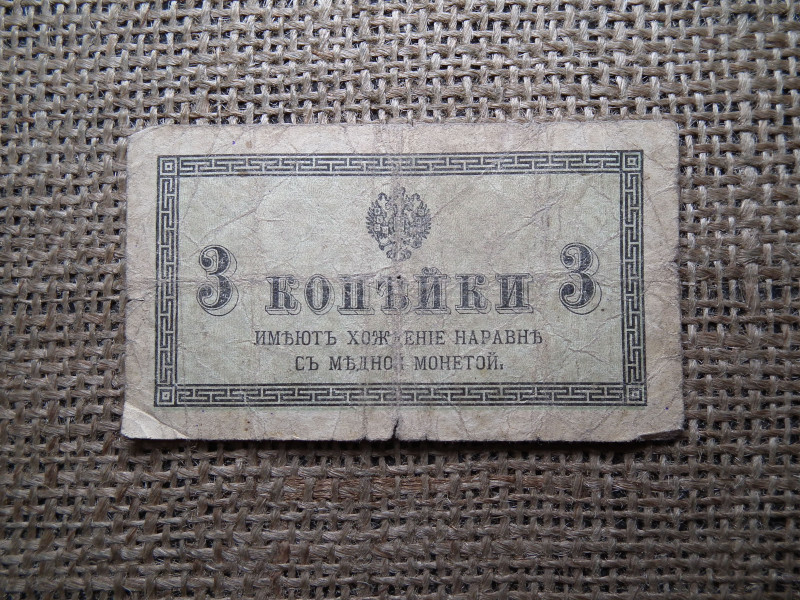 3 КОПѢЙКИ 3
ИМѢЮТЪ ХОЖДЕНІЕ НАРАВНѢ
СЪ МѢДНОЙ МОНЕТОЙ.